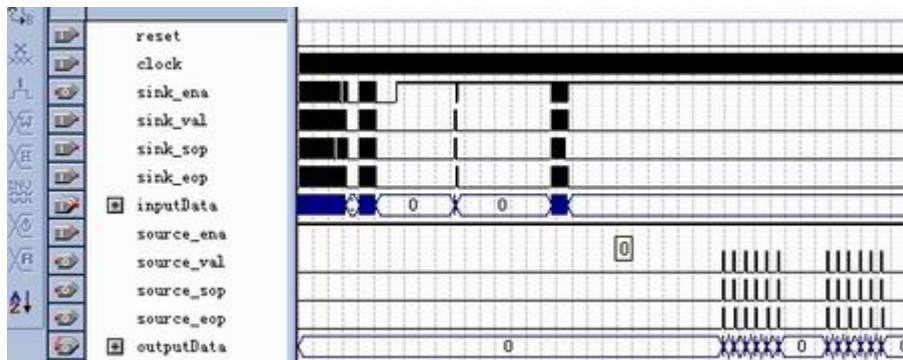 reset
clock
sink_ena
sink_val
sink_sop
sink_eop
inputData 0 0
source_ena
0
source_val
source_sop
source_eop
outputData 0 0